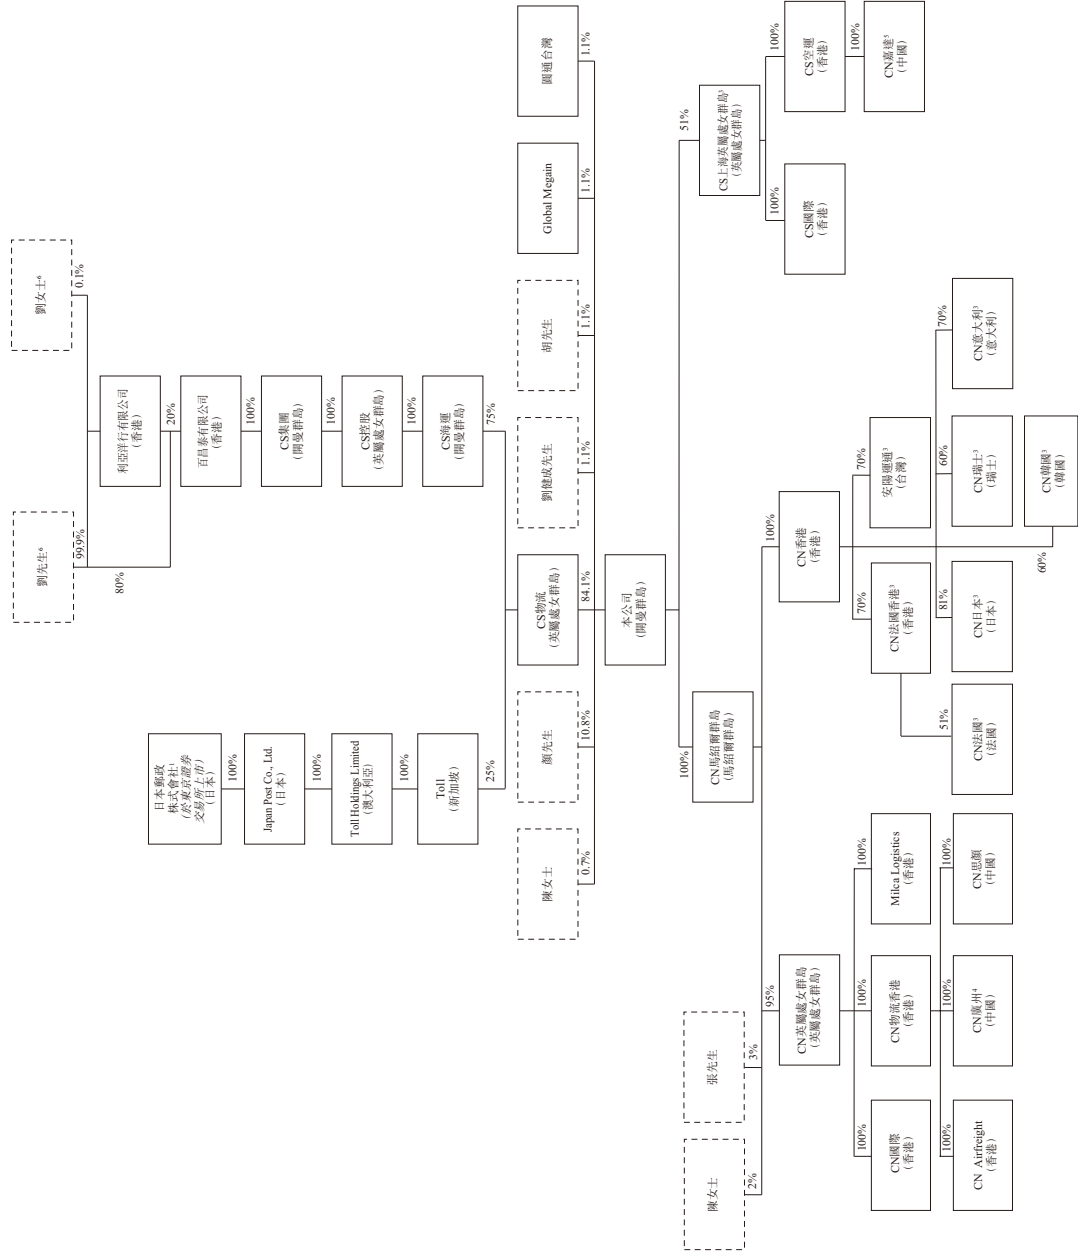 劉先生⁶
劉女士⁶
99.9%
0.1%
利亞洋行有限公司
（香港）
80%
20%
百昌泰有限公司
（香港）
100%
CS集團
（開曼群島）
100%
CS控股
（英屬處女群島）
100%
CS海運
（開曼群島）
75%
日本郵政
株式會社¹
（於東京證券
交易所上市）
（日本）
100%
Japan Post Co., Ltd.
（日本）
100%
Toll Holdings Limited
（澳大利亞）
100%
Toll
（新加坡）
25%
陳女士
顏先生
CS物流
（英屬處女群島）
劉健成先生
胡先生
Global Megain
圓通台灣
0.7%
10.8%
84.1%
1.1%
1.1%
1.1%
1.1%
本公司
（開曼群島）
100%
51%
CN馬紹爾群島
（馬紹爾群島）
CS上海英屬處女群島³
（英屬處女群島）
陳女士
張先生
2%
3%
95%
100%
100%
100%
CN英屬處女群島
（英屬處女群島）
CN香港
（香港）
CS國際
（香港）
CS空運
（香港）
100%
100%
100%
70%
70%
100%
CN國際
（香港）
CN物流香港
（香港）
Milca Logistics
（香港）
CN法國香港³
（香港）
安陽運通³
（台灣）
CN嘉達⁵
（中國）
100%
100%
100%
51%
81%
60%
70%
CN Airfreight
（香港）
CN廣州⁴
（中國）
CN思顏
（中國）
CN法國³
（法國）
CN日本³
（日本）
CN瑞士³
（瑞士）
CN意大利³
（意大利）
60%
CN韓國³
（韓國）